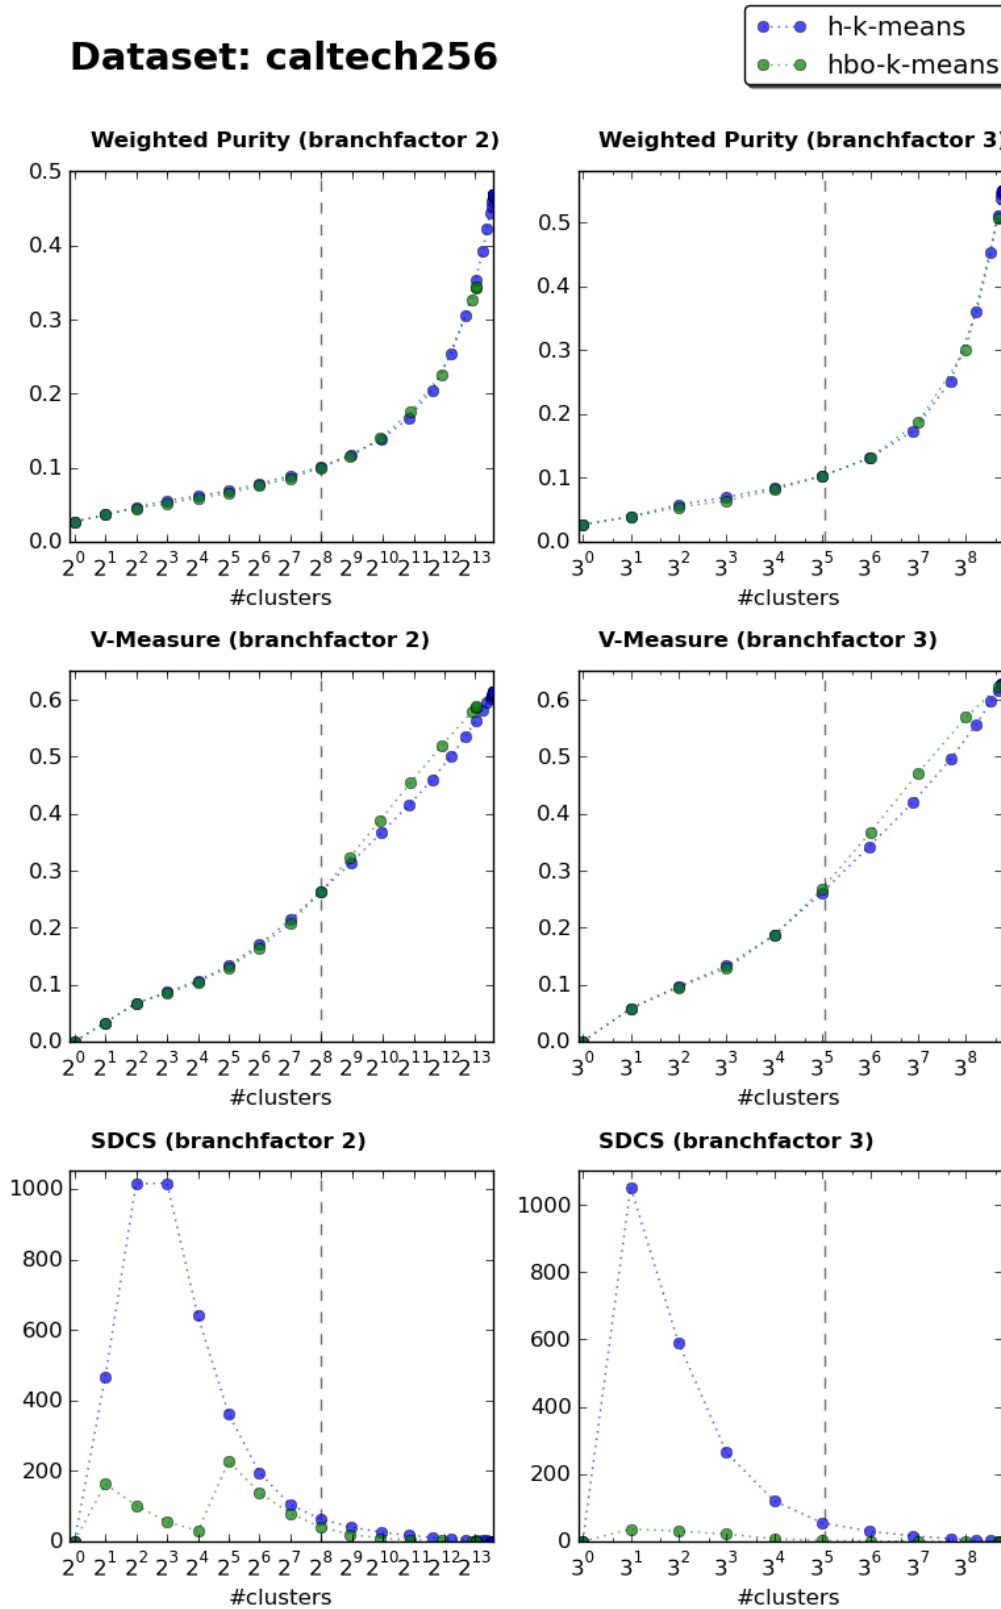 Dataset: caltech256
h-k-means
hbo-k-means
Weighted Purity (branchfactor 2)
0.5
0.4
0.3
0.2
0.1
0.0
2^0 2^1 2^2 2^3 2^4 2^5 2^6 2^7 2^8 2^9 2^10 2^11 2^12 2^13
#clusters
Weighted Purity (branchfactor 3)
0.5
0.4
0.3
0.2
0.1
0.0
3^0 3^1 3^2 3^3 3^4 3^5 3^6 3^7 3^8
#clusters
V-Measure (branchfactor 2)
0.6
0.5
0.4
0.3
0.2
0.1
0.0
2^0 2^1 2^2 2^3 2^4 2^5 2^6 2^7 2^8 2^9 2^10 2^11 2^12 2^13
#clusters
V-Measure (branchfactor 3)
0.6
0.5
0.4
0.3
0.2
0.1
0.0
3^0 3^1 3^2 3^3 3^4 3^5 3^6 3^7 3^8
#clusters
SDCS (branchfactor 2)
1000
800
600
400
200
0
2^0 2^1 2^2 2^3 2^4 2^5 2^6 2^7 2^8 2^9 2^10 2^11 2^12 2^13
#clusters
SDCS (branchfactor 3)
1000
800
600
400
200
0
3^0 3^1 3^2 3^3 3^4 3^5 3^6 3^7 3^8
#clusters